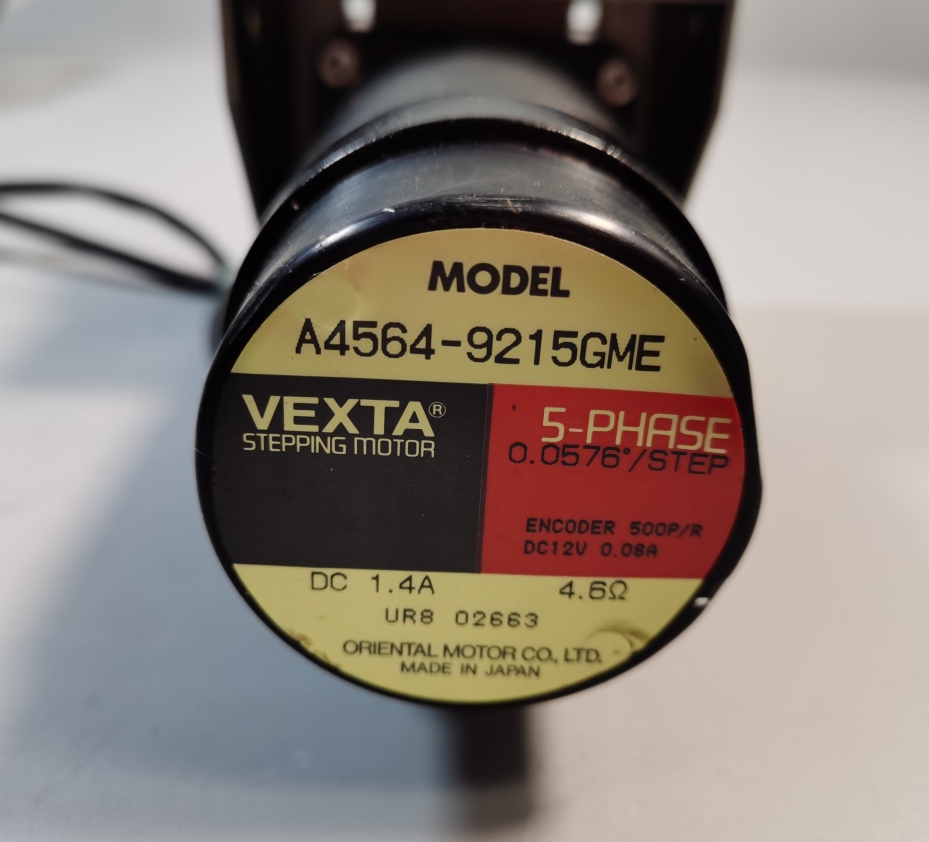 MODEL
A4564-9215GME
VEXTA®
STEPPING MOTOR
5-PHASE
0.0576°/STEP
ENCODER 500P/R
DC12V 0.08A
DC 1.4A 4.6Ω
UR8 02663
ORIENTAL MOTOR CO., LTD.
MADE IN JAPAN